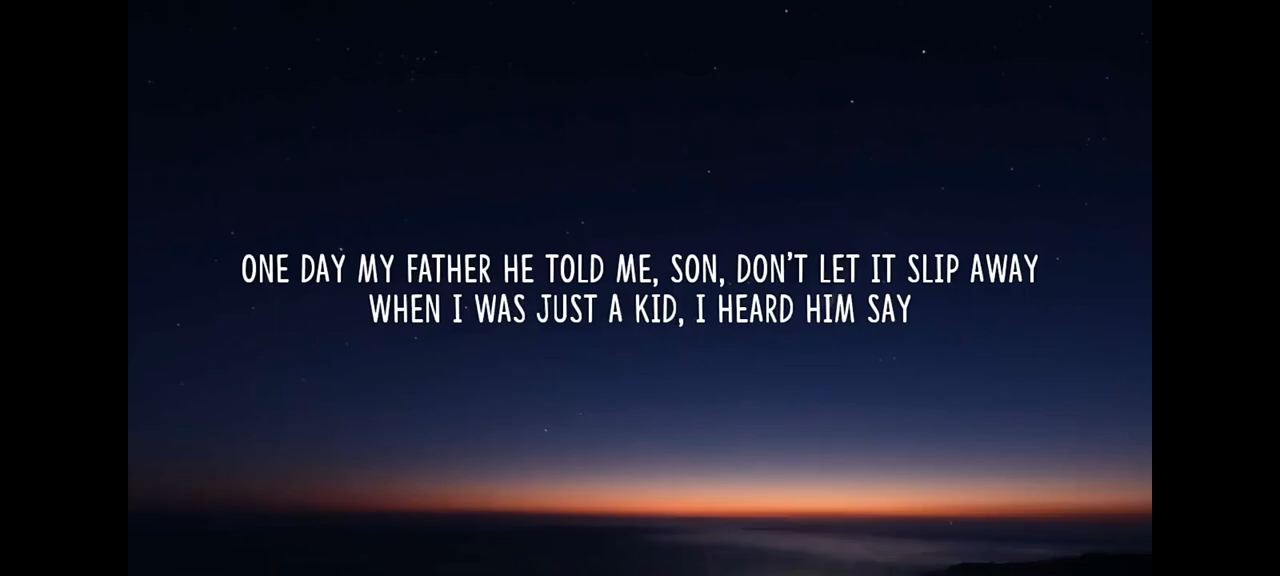 ONE DAY MY FATHER HE TOLD ME, SON, DON'T LET IT SLIP AWAY
WHEN I WAS JUST A KID, I HEARD HIM SAY